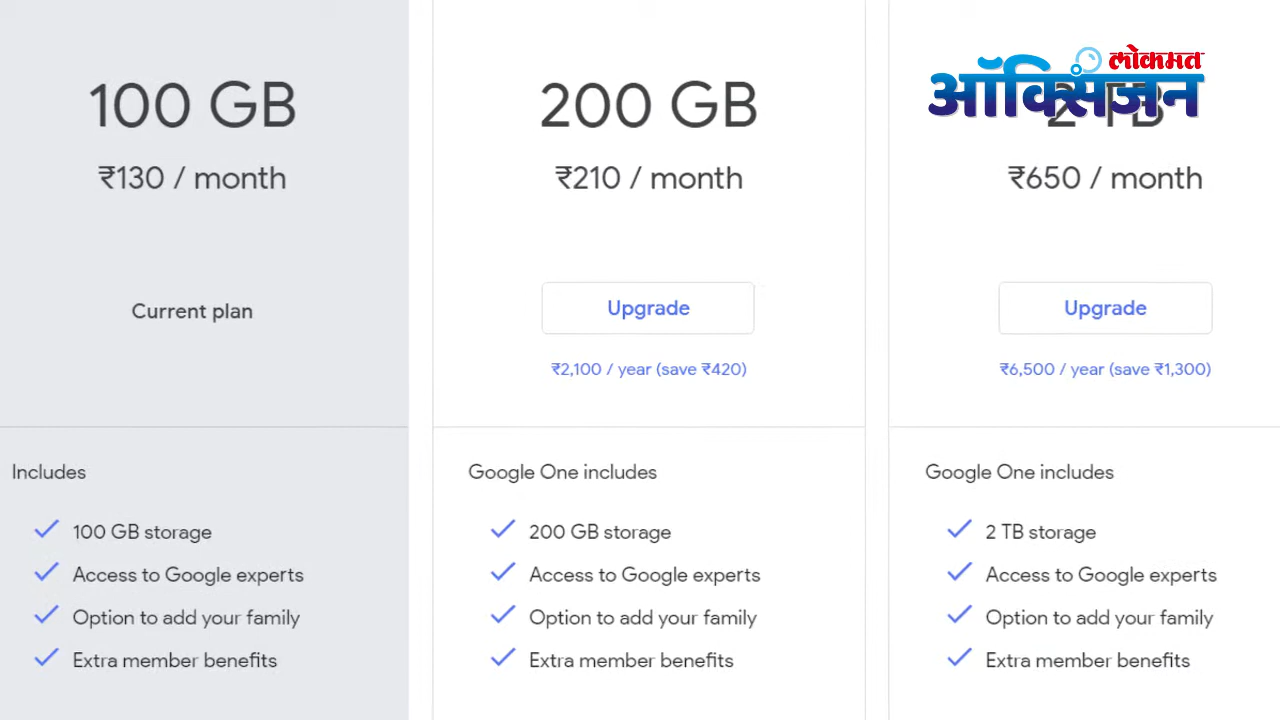 100 GB
₹130 / month
Current plan
Includes
100 GB storage
Access to Google experts
Option to add your family
Extra member benefits
200 GB
₹210 / month
Upgrade
₹2,100 / year (save ₹420)
Google One includes
200 GB storage
Access to Google experts
Option to add your family
Extra member benefits
लोकमत
ऑक्सिजन
2 TB
₹650 / month
Upgrade
₹6,500 / year (save ₹1,300)
Google One includes
2 TB storage
Access to Google experts
Option to add your family
Extra member benefits